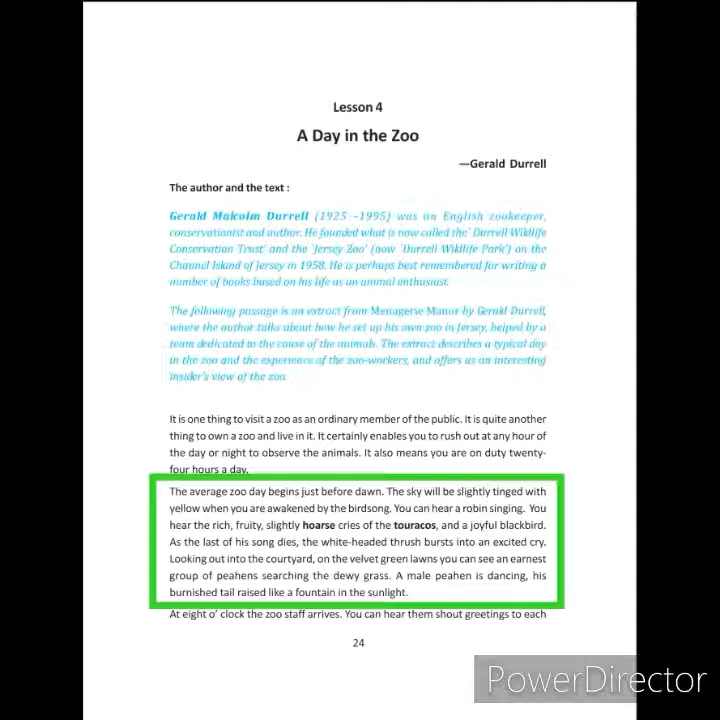 Lesson 4
A Day in the Zoo
—Gerald Durrell
The author and the text :
Gerald Malcolm Durrell (1925 -1995) was an English zookeeper,
conservationist and author. He founded what is now called the' Durrell Wildlife
Conservation Trust' and the 'Jersey Zoo' (now 'Durrell Wildlife Park') on the
Channel Island of Jersey in 1958. He is perhaps best remembered for writing a
number of books based on his life as an animal enthusiast.
The following passage is an extract from Menagerie Manor by Gerald Durrell,
where the author talks about how he set up his own zoo in Jersey, helped by a
team dedicated to the cause of the animals. The extract describes a typical day
in the zoo and the experience of the zoo-workers, and offers us an interesting
insider's view of the zoo.
It is one thing to visit a zoo as an ordinary member of the public. It is quite another
thing to own a zoo and live in it. It certainly enables you to rush out at any hour of
the day or night to observe the animals. It also means you are on duty twenty-
four hours a day.
The average zoo day begins just before dawn. The sky will be slightly tinged with
yellow when you are awakened by the birdsong. You can hear a robin singing. You
hear the rich, fruity, slightly hoarse cries of the touracos, and a joyful blackbird.
As the last of his song dies, the white-headed thrush bursts into an excited cry.
Looking out into the courtyard, on the velvet green lawns you can see an earnest
group of peahens searching the dewy grass. A male peahen is dancing, his
burnished tail raised like a fountain in the sunlight.
At eight o' clock the zoo staff arrives. You can hear them shout greetings to each
24
PowerDirector